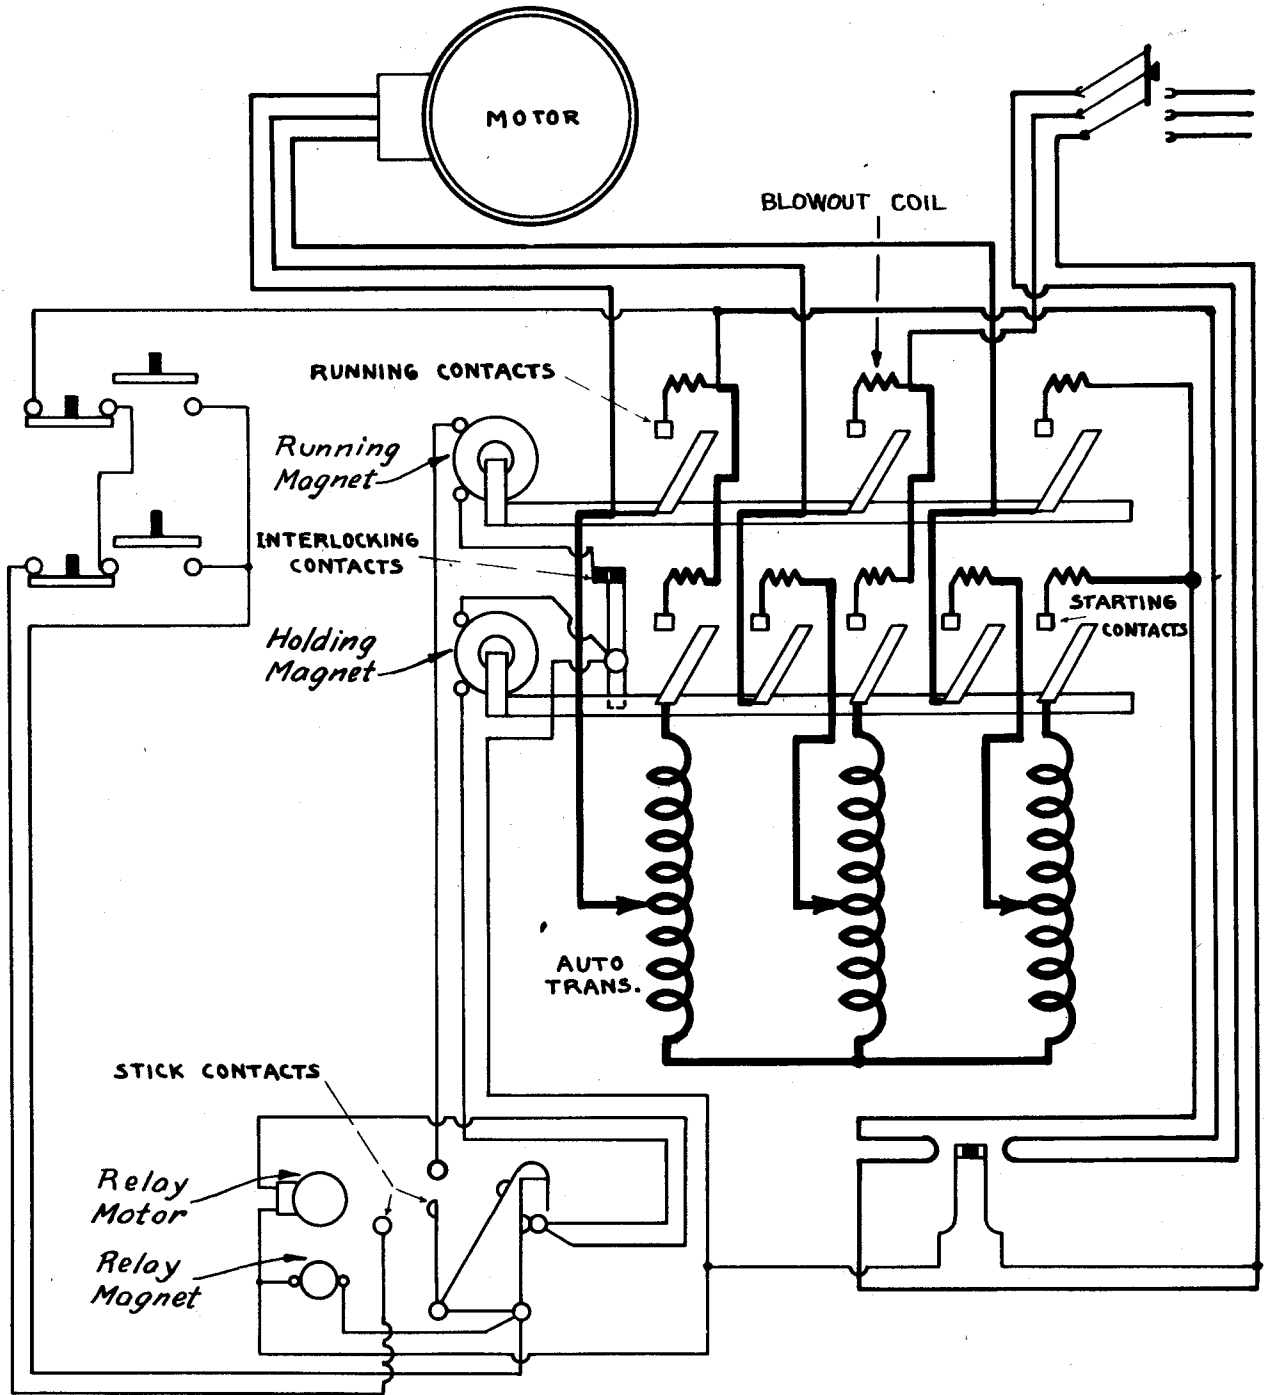 MOTOR
BLOWOUT COIL
RUNNING CONTACTS
Running
Magnet
INTERLOCKING
CONTACTS
STARTING
CONTACTS
Holding
Magnet
AUTO
TRANS.
STICK CONTACTS
Relay
Motor
Relay
Magnet